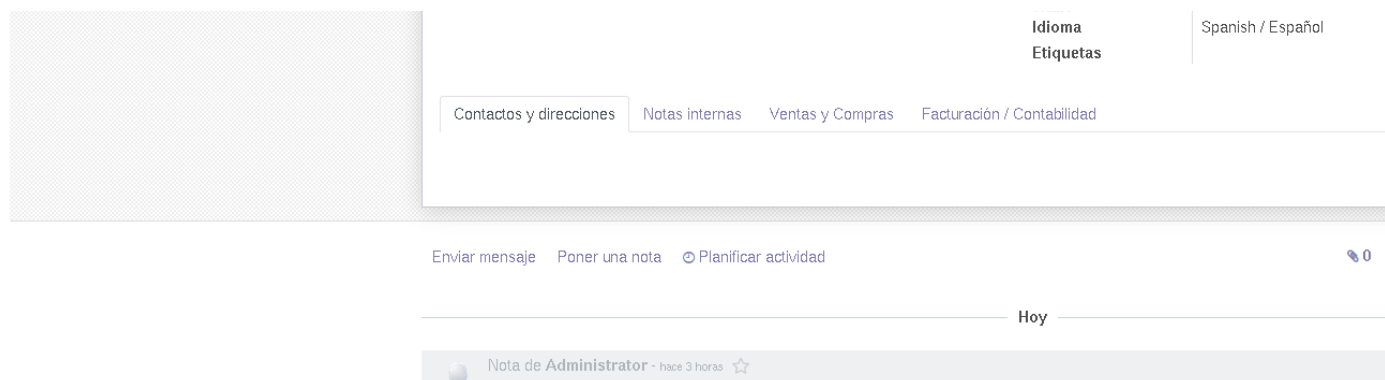 Idioma Spanish / Español
Etiquetas
Contactos y direcciones Notas internas Ventas y Compras Facturación / Contabilidad
Enviar mensaje Poner una nota Planificar actividad 0
Hoy
Nota de Administrator - hace 3 horas